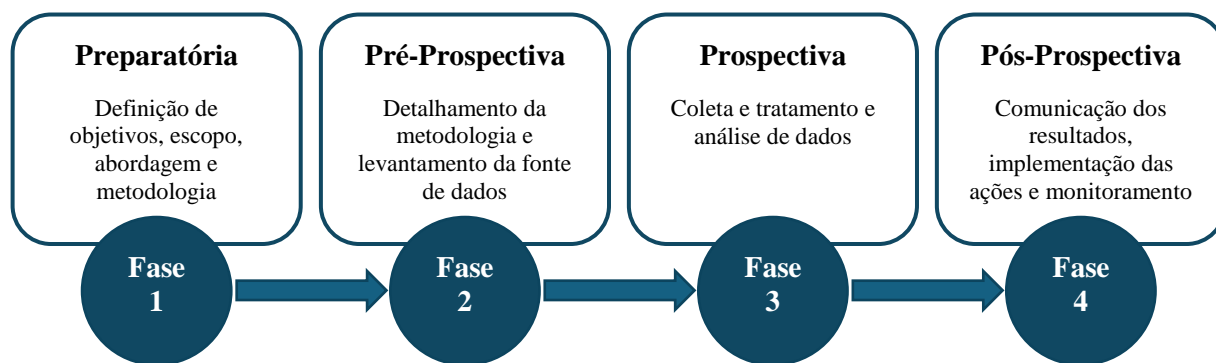 Preparatória
Definição de
objetivos, escopo,
abordagem e
metodologia
Fase
1
Pré-Prospectiva
Detalhamento da
metodologia e
levantamento da fonte
de dados
Fase
2
Prospectiva
Coleta e tratamento e
análise de dados
Fase
3
Pós-Prospectiva
Comunicação dos
resultados,
implementação das
ações e monitoramento
Fase
4